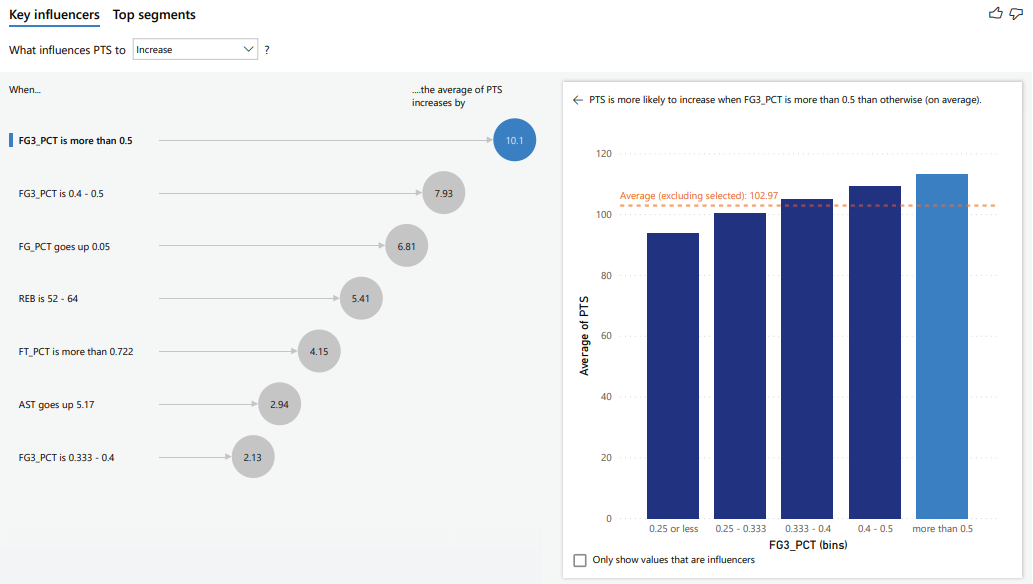 Key influencers Top segments
What influences PTS to Increase ?
When...
....the average of PTS
increases by
FG3_PCT is more than 0.5 10.1
FG3_PCT is 0.4 - 0.5 7.93
FG_PCT goes up 0.05 6.81
REB is 52 - 64 5.41
FT_PCT is more than 0.722 4.15
AST goes up 5.17 2.94
FG3_PCT is 0.333 - 0.4 2.13
PTS is more likely to increase when FG3_PCT is more than 0.5 than otherwise (on average).
120
Average (excluding selected): 102.97
100
80
60
40
20
0
Average of PTS
0.25 or less 0.25 - 0.333 0.333 - 0.4 0.4 - 0.5 more than 0.5
FG3_PCT (bins)
Only show values that are influencers